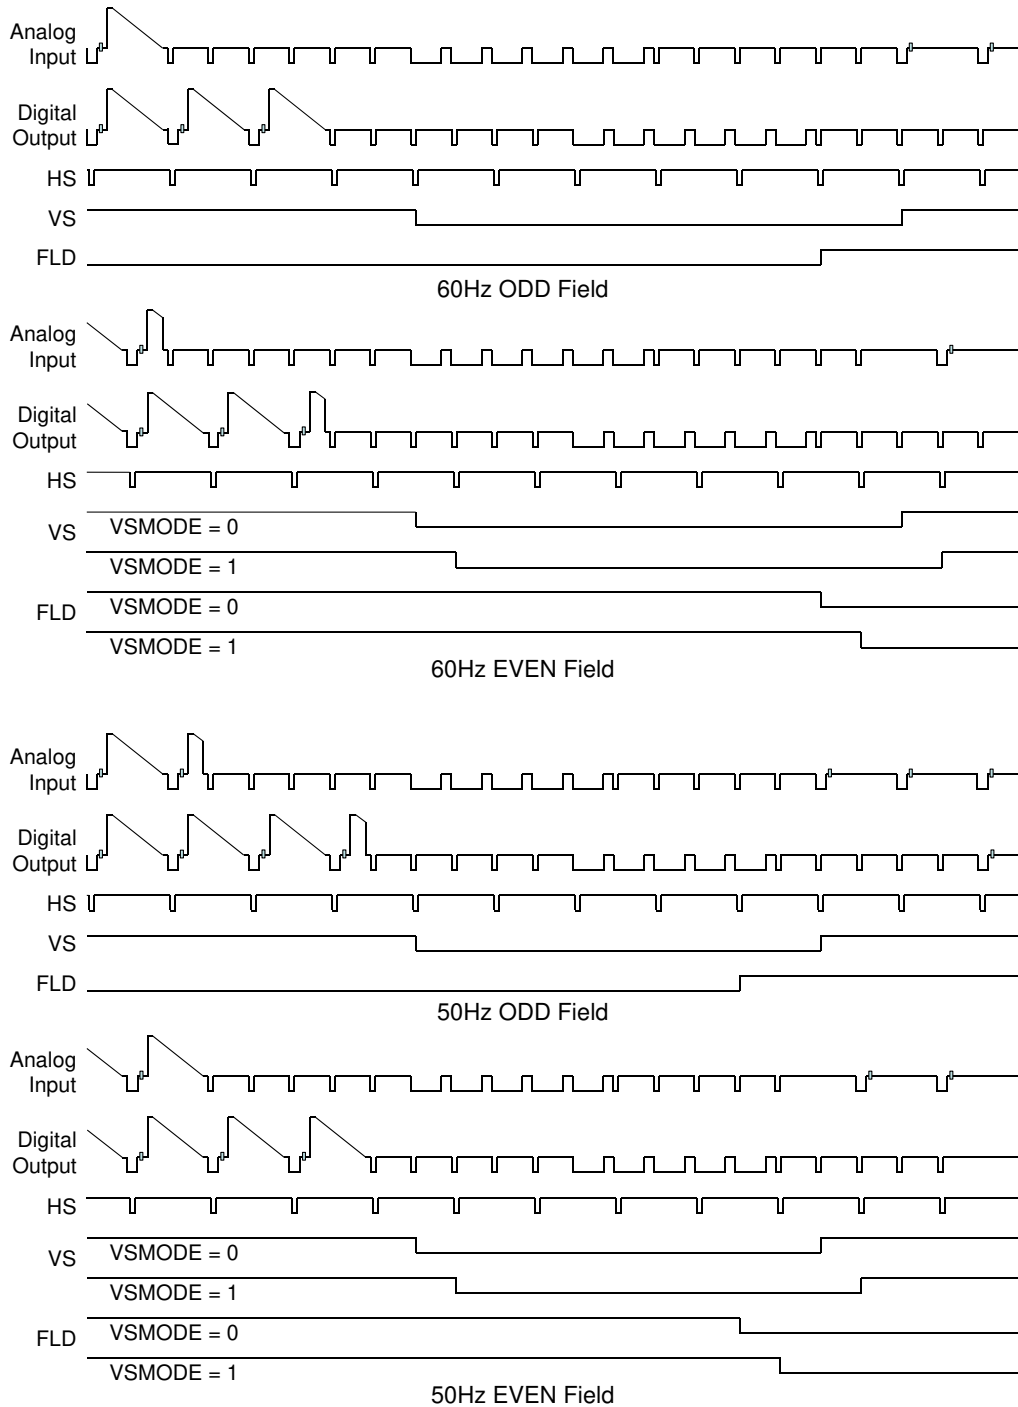 Analog
Input
Digital
Output
HS
VS
FLD
60Hz ODD Field
Analog
Input
Digital
Output
HS
VS
VSMODE = 0
VSMODE = 1
FLD
VSMODE = 0
VSMODE = 1
60Hz EVEN Field
Analog
Input
Digital
Output
HS
VS
FLD
50Hz ODD Field
Analog
Input
Digital
Output
HS
VS
VSMODE = 0
VSMODE = 1
FLD
VSMODE = 0
VSMODE = 1
50Hz EVEN Field